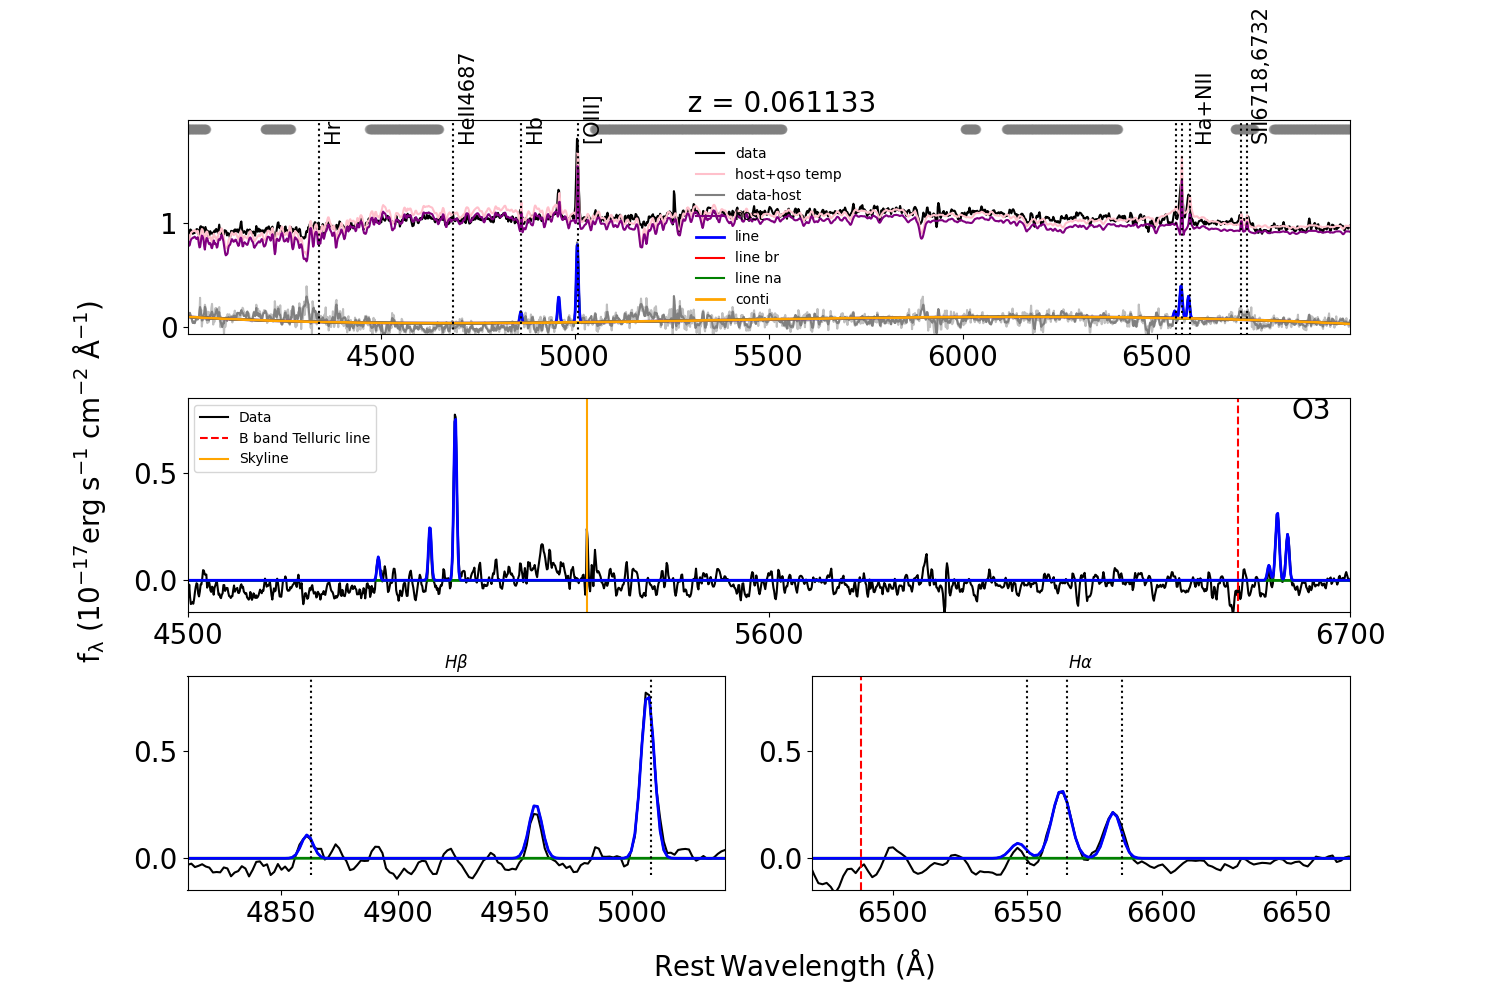 z = 0.061133
Hr
HeII4687
Hb
[OIII]
Ha+NII
SII6718,6732
data
host+qso temp
data-host
line
line br
line na
conti
1
0
4500
5000
5500
6000
6500
Data
B band Telluric line
Skyline
O3
0.5
0.0
4500
5600
6700
fλ (10⁻¹⁷erg s⁻¹ cm⁻² Å⁻¹)
Hβ
0.5
0.0
4850
4900
4950
5000
Hα
0.5
0.0
6500
6550
6600
6650
Rest Wavelength (Å)